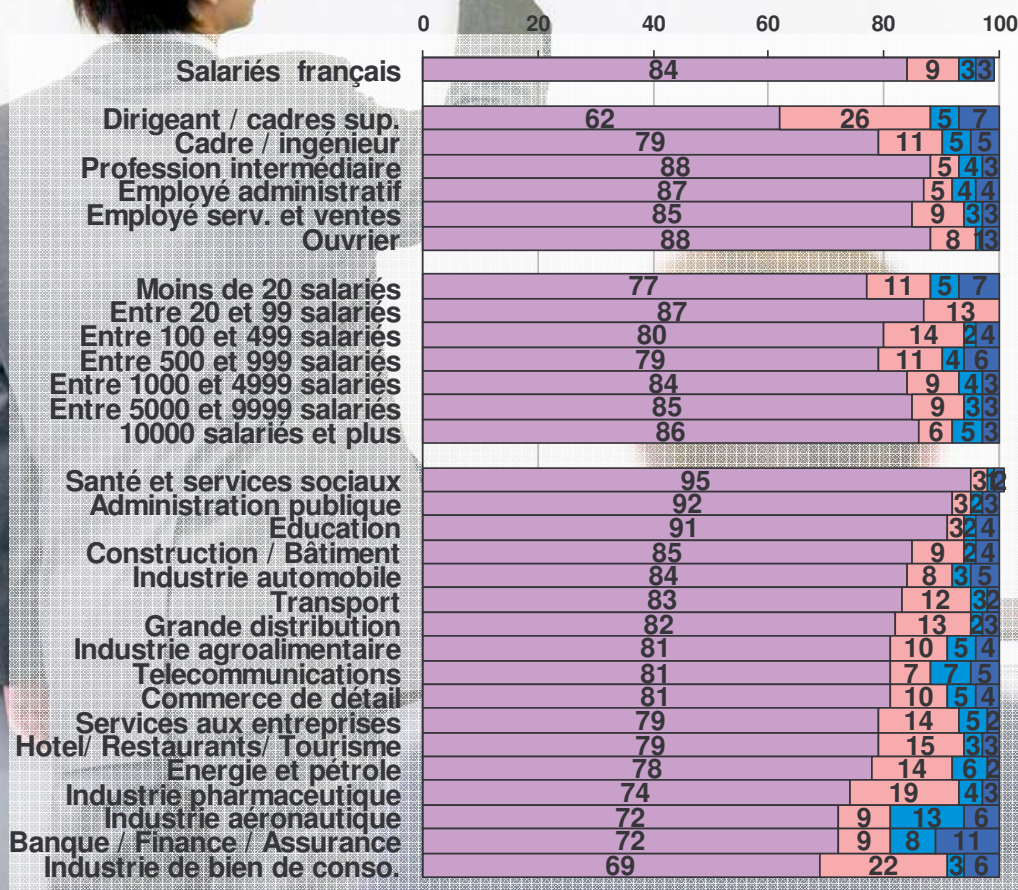 0 20 40 60 80 100
Salariés français 84 9 3 3
Dirigeant / cadres sup. 62 26 5 7
Cadre / ingénieur 79 11 5 5
Profession intermédiaire 88 5 4 3
Employé administratif 87 5 4 4
Employé serv. et ventes 85 9 3 3
Ouvrier 88 8 1 3
Moins de 20 salariés 77 11 5 7
Entre 20 et 99 salariés 87 13
Entre 100 et 499 salariés 80 14 2 4
Entre 500 et 999 salariés 79 11 4 6
Entre 1000 et 4999 salariés 84 9 4 3
Entre 5000 et 9999 salariés 85 9 3 3
10000 salariés et plus 86 6 5 3
Santé et services sociaux 95 3 1 2
Administration publique 92 3 2 3
Education 91 3 2 4
Construction / Bâtiment 85 9 2 4
Industrie automobile 84 8 3 5
Transport 83 12 3 2
Grande distribution 82 13 2 3
Industrie agroalimentaire 81 10 5 4
Telecommunications 81 7 7 5
Commerce de détail 81 10 5 4
Services aux entreprises 79 14 5 2
Hotel/ Restaurants/ Tourisme 79 15 3 3
Energie et pétrole 78 14 6 2
Industrie pharmaceutique 74 19 4 3
Industrie aéronautique 72 9 13 6
Banque / Finance / Assurance 72 9 8 11
Industrie de bien de conso. 69 22 3 6